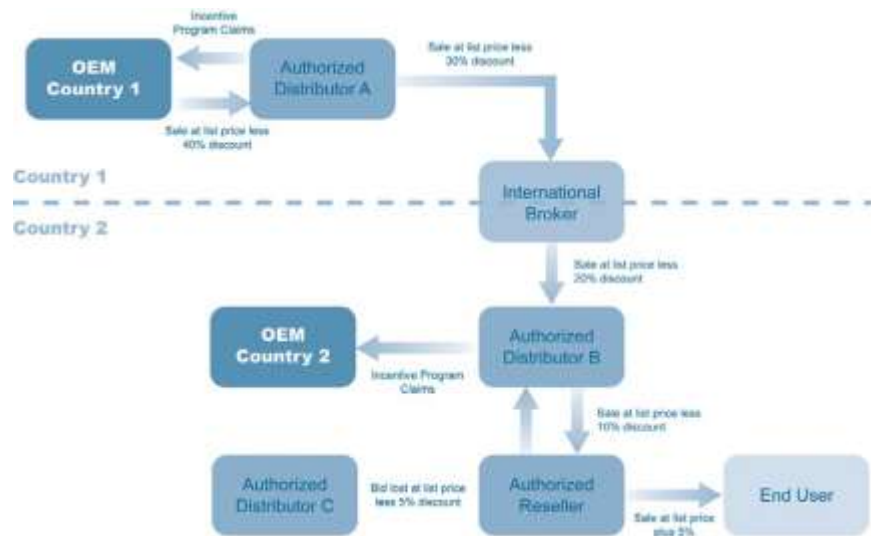 Incentive
Program Claims
OEM
Country 1
Authorized
Distributor A
Sale at list price less
30% discount
Sale at list price less
40% discount
Country 1
International
Broker
Country 2
Sale at list price less
20% discount
OEM
Country 2
Authorized
Distributor B
Incentive Program
Claims
Sale at list price less
10% discount
Authorized
Distributor C
Bid lost at list price
less 5% discount
Authorized
Reseller
End User
Sale at list price
plus 5%